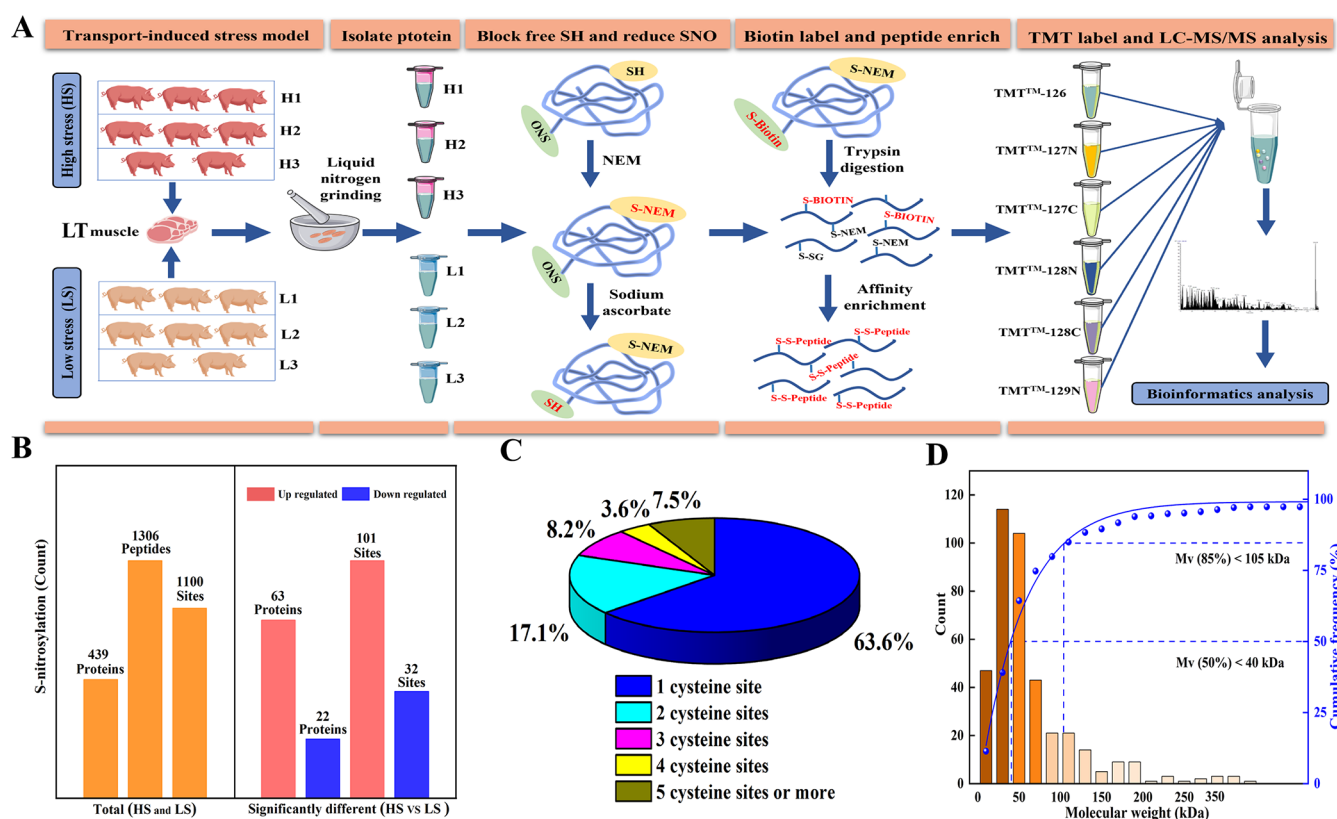 A
Transport-induced stress model
Isolate ptotein
Block free SH and reduce SNO
Biotin label and peptide enrich
TMT label and LC-MS/MS analysis
High stress (HS)
H1
H2
H3
LT muscle
Low stress (LS)
L1
L2
L3
Liquid
nitrogen
grinding
H1
H2
H3
L1
L2
L3
SH
SNO
NEM
S-NEM
SNO
Sodium
ascorbate
S-NEM
SH
S-NEM
S-Biotin
Trypsin
digestion
S-BIOTIN
S-BIOTIN
S-NEM
S-NEM
S-SG
Affinity
enrichment
S-S-Peptide
S-S-Peptide
S-S-Peptide
S-S-Peptide
S-S-Peptide
TMT™-126
TMT™-127N
TMT™-127C
TMT™-128N
TMT™-128C
TMT™-129N
Bioinformatics analysis
B
S-nitrosylation (Count)
Up regulated
Down regulated
439
Proteins
1306
Peptides
1100
Sites
63
Proteins
22
Proteins
101
Sites
32
Sites
Total (HS and LS)
Significantly different (HS VS LS )
C
7.5%
3.6%
8.2%
17.1%
63.6%
1 cysteine site
2 cysteine sites
3 cysteine sites
4 cysteine sites
5 cysteine sites or more
D
Count
120
100
80
60
40
20
0
0
50
100
150
200
250
350
Molecular weight (kDa)
Mv (85%) < 105 kDa
Mv (50%) < 40 kDa
100
75
50
25
0
Cumulative frequency (%)